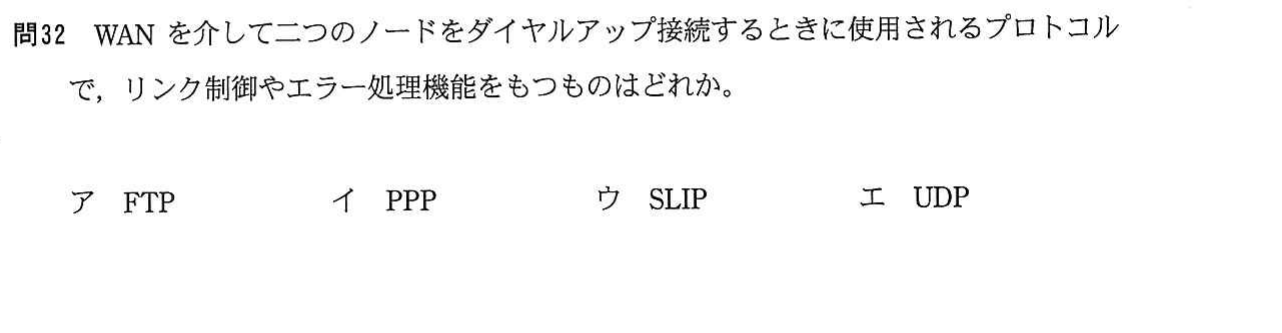 問32 WAN を介して二つのノードをダイヤルアップ接続するときに使用されるプロトコル
で，リンク制御やエラー処理機能をもつものはどれか。
ア FTP イ PPP ウ SLIP エ UDP